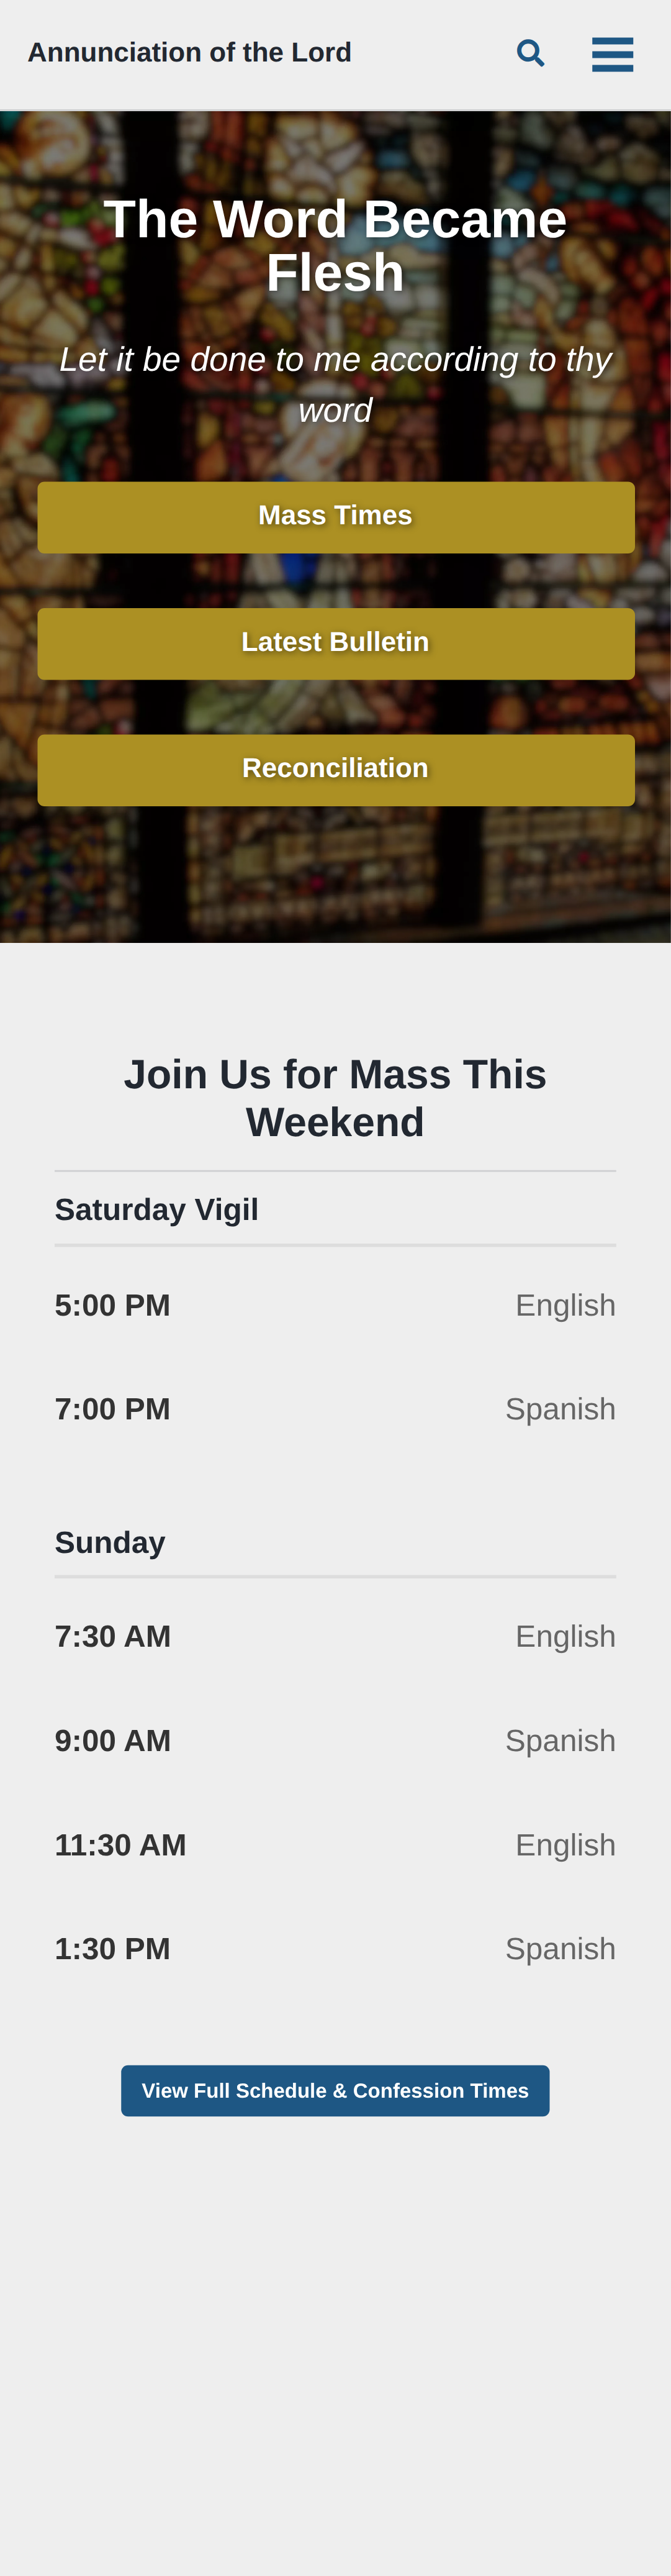 Annunciation of the Lord
The Word Became
Flesh
Let it be done to me according to thy
word
Mass Times
Latest Bulletin
Reconciliation
Join Us for Mass This
Weekend
Saturday Vigil
5:00 PM English
7:00 PM Spanish
Sunday
7:30 AM English
9:00 AM Spanish
11:30 AM English
1:30 PM Spanish
View Full Schedule & Confession Times